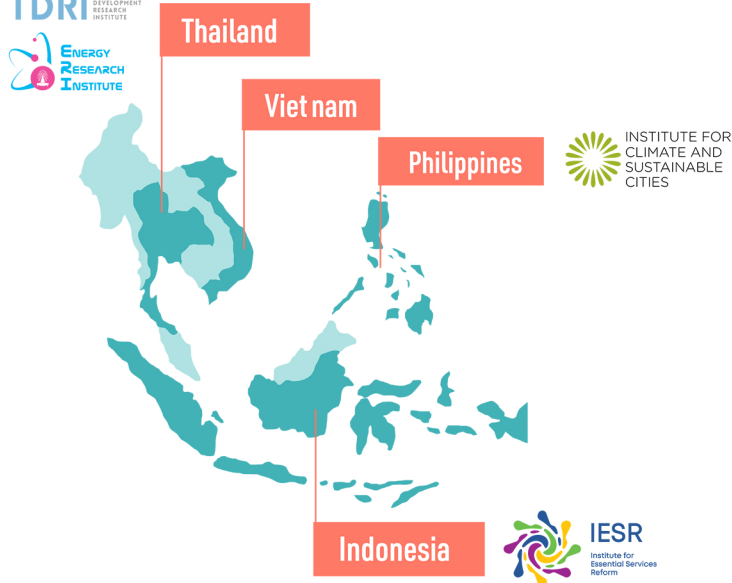 TDRI
DEVELOPMENT
RESEARCH
INSTITUTE
ENERGY
RESEARCH
INSTITUTE
Thailand
Viet nam
Philippines
INSTITUTE FOR
CLIMATE AND
SUSTAINABLE
CITIES
Indonesia
IESR
Institute for
Essential Services
Reform